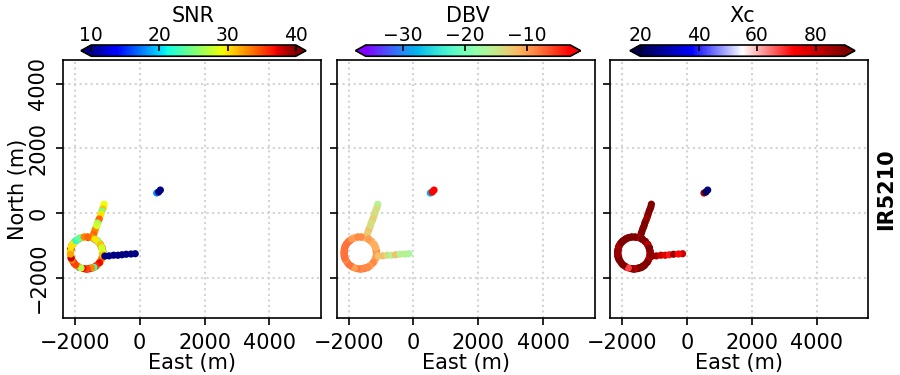 SNR DBV Xc
10 20 30 40 −30 −20 −10 20 40 60 80
4000
2000
0
−2000
North (m)
−2000 0 2000 4000 −2000 0 2000 4000 −2000 0 2000 4000
East (m) East (m) East (m)
IR5210